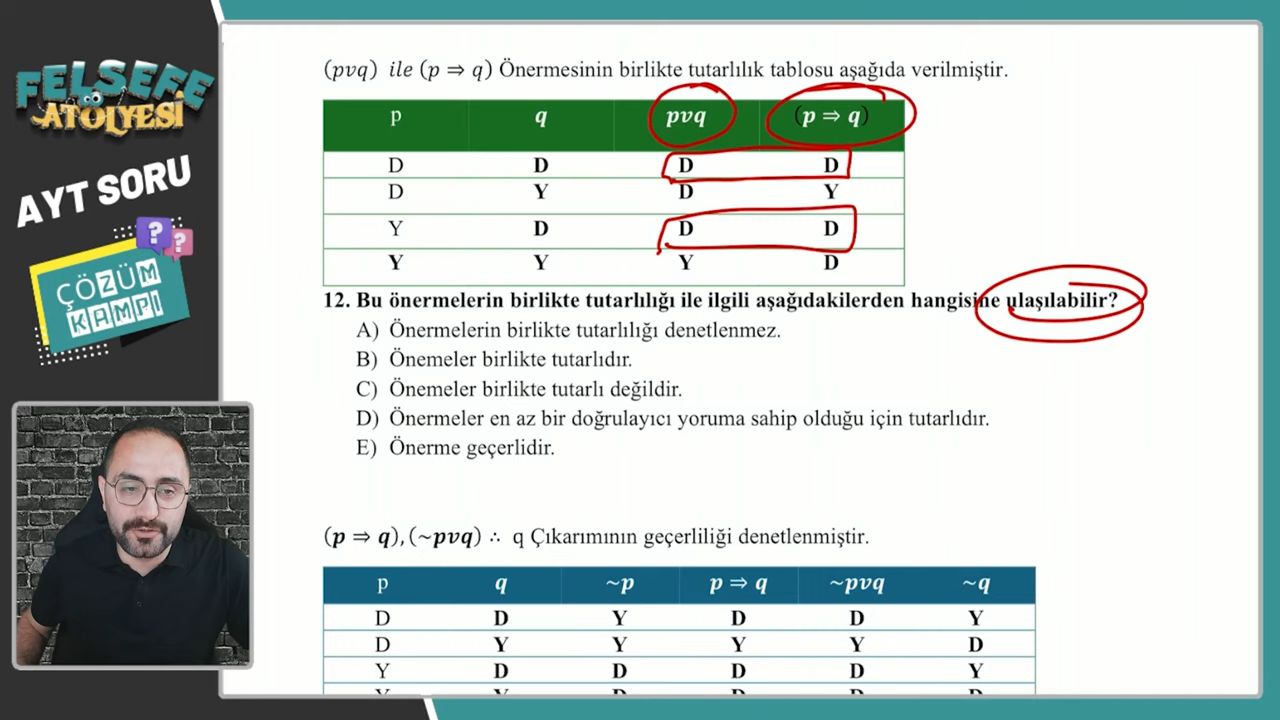 FELSEFE
ATÖLYESİ
AYT SORU
ÇÖZÜM
KAMPI
(pvq) ile (p ⇒ q) Önermesinin birlikte tutarlılık tablosu aşağıda verilmiştir.
p q pvq (p ⇒ q)
D D D D
D Y D Y
Y D D D
Y Y Y D
12. Bu önermelerin birlikte tutarlılığı ile ilgili aşağıdakilerden hangisine ulaşılabilir?
A) Önermelerin birlikte tutarlılığı denetlenmez.
B) Önemeler birlikte tutarlıdır.
C) Önemeler birlikte tutarlı değildir.
D) Önermeler en az bir doğrulayıcı yoruma sahip olduğu için tutarlıdır.
E) Önerme geçerlidir.
(p ⇒ q), (~pvq) ∴ q Çıkarımının geçerliliği denetlenmiştir.
p q ~p p ⇒ q ~pvq ~q
D D Y D D Y
D Y Y Y Y D
Y D D D D Y